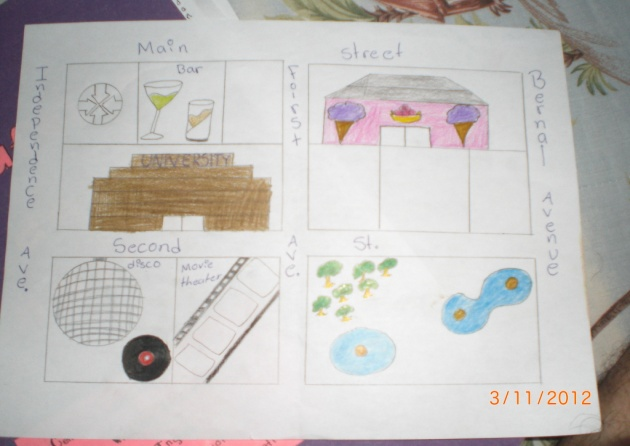 Main Street
Independence Ave.
Bar
First Ave.
Bernal Avenue
UNIVERSITY
Second St.
disco
Movie
theater
3/11/2012